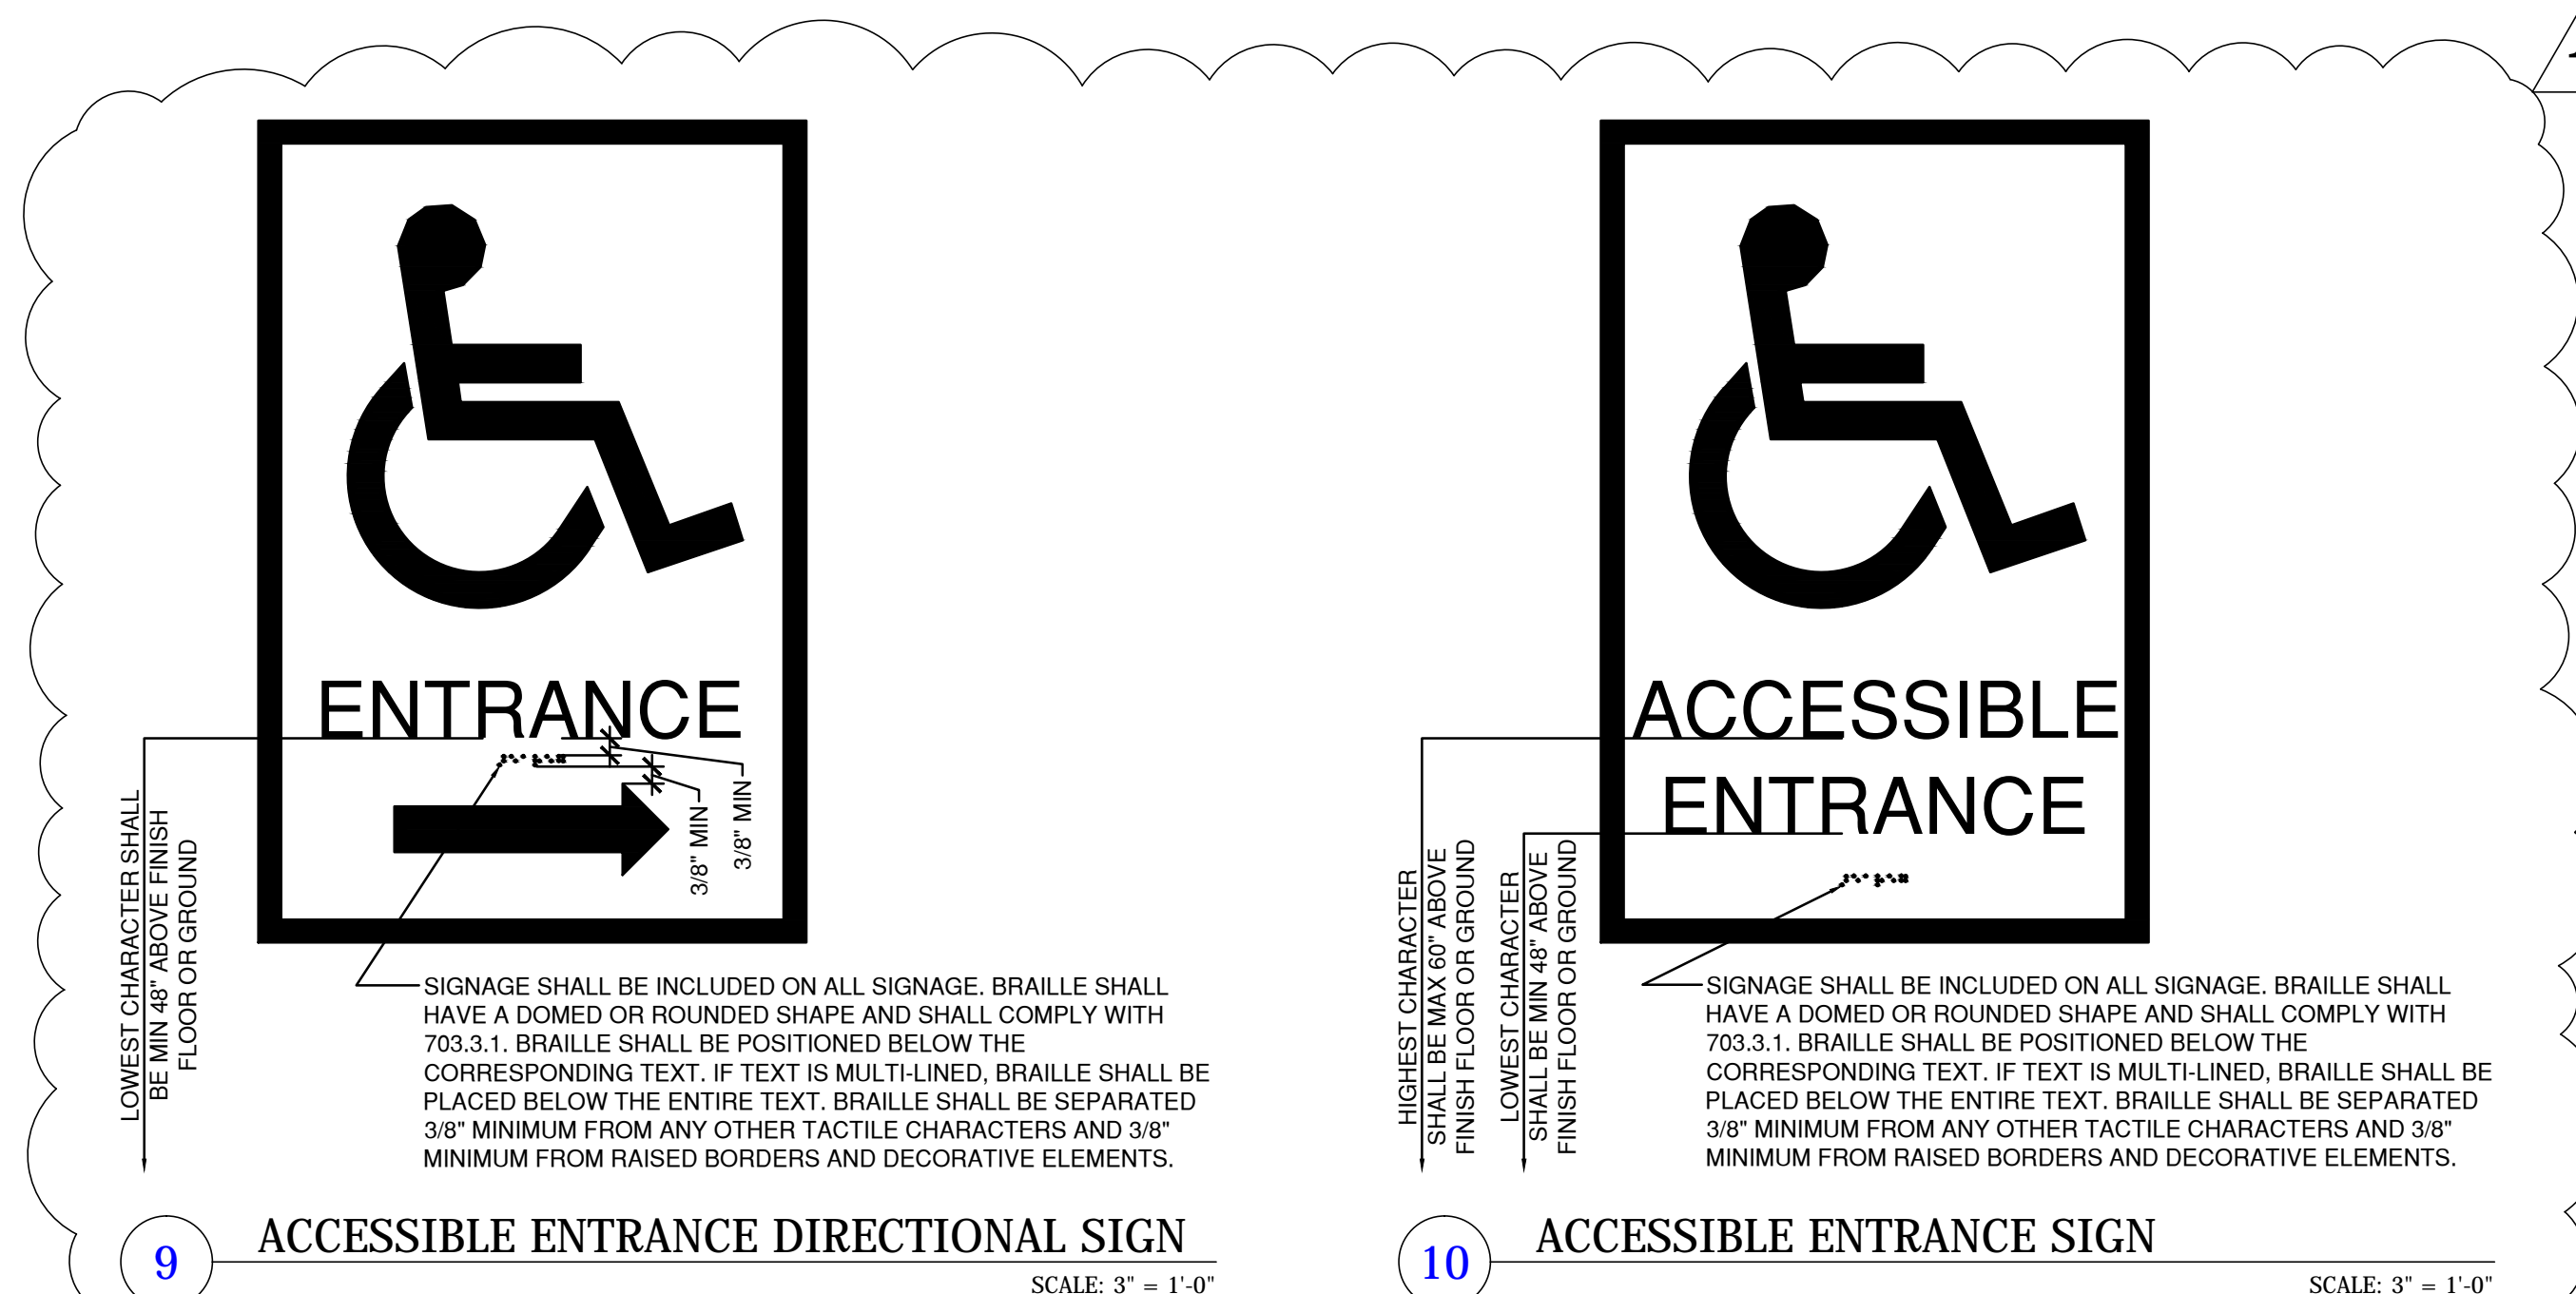 ENTRANCE
3/8" MIN
3/8" MIN
LOWEST CHARACTER SHALL
BE MIN 48" ABOVE FINISH
FLOOR OR GROUND
SIGNAGE SHALL BE INCLUDED ON ALL SIGNAGE. BRAILLE SHALL
HAVE A DOMED OR ROUNDED SHAPE AND SHALL COMPLY WITH
703.3.1. BRAILLE SHALL BE POSITIONED BELOW THE
CORRESPONDING TEXT. IF TEXT IS MULTI-LINED, BRAILLE SHALL BE
PLACED BELOW THE ENTIRE TEXT. BRAILLE SHALL BE SEPARATED
3/8" MINIMUM FROM ANY OTHER TACTILE CHARACTERS AND 3/8"
MINIMUM FROM RAISED BORDERS AND DECORATIVE ELEMENTS.
9
ACCESSIBLE ENTRANCE DIRECTIONAL SIGN
SCALE: 3" = 1'-0"
ACCESSIBLE
ENTRANCE
HIGHEST CHARACTER
SHALL BE MAX 60" ABOVE
FINISH FLOOR OR GROUND
LOWEST CHARACTER
SHALL BE MIN 48" ABOVE
FINISH FLOOR OR GROUND
SIGNAGE SHALL BE INCLUDED ON ALL SIGNAGE. BRAILLE SHALL
HAVE A DOMED OR ROUNDED SHAPE AND SHALL COMPLY WITH
703.3.1. BRAILLE SHALL BE POSITIONED BELOW THE
CORRESPONDING TEXT. IF TEXT IS MULTI-LINED, BRAILLE SHALL BE
PLACED BELOW THE ENTIRE TEXT. BRAILLE SHALL BE SEPARATED
3/8" MINIMUM FROM ANY OTHER TACTILE CHARACTERS AND 3/8"
MINIMUM FROM RAISED BORDERS AND DECORATIVE ELEMENTS.
10
ACCESSIBLE ENTRANCE SIGN
SCALE: 3" = 1'-0"